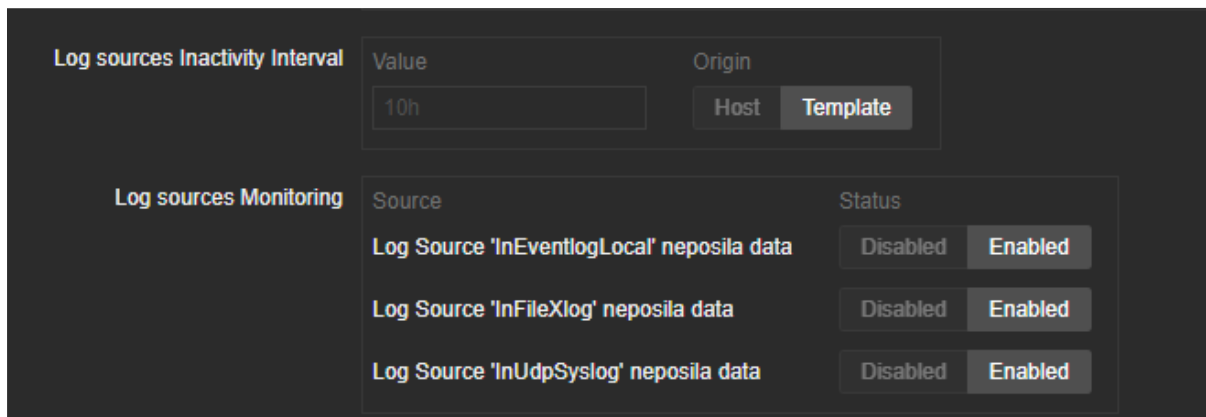 Log sources Inactivity Interval
Value Origin
10h Host Template
Log sources Monitoring
Source Status
Log Source 'InEventlogLocal' neposila data Disabled Enabled
Log Source 'InFileXlog' neposila data Disabled Enabled
Log Source 'InUdpSyslog' neposila data Disabled Enabled